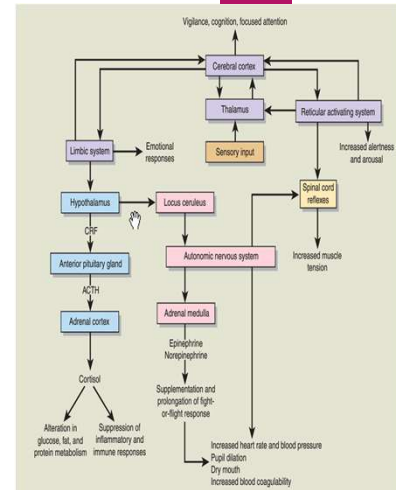 Vigilance, cognition, focused attention
Cerebral cortex
Thalamus
Reticular activating system
Limbic system
Emotional
responses
Sensory input
Increased alertness
and arousal
Hypothalamus
Locus ceruleus
Spinal cord
reflexes
CRF
Anterior pituitary gland
Autonomic nervous system
Increased muscle
tension
ACTH
Adrenal cortex
Adrenal medulla
Epinephrine
Norepinephrine
Cortisol
Supplementation and
prolongation of fight-
or-flight response
Alteration in
glucose, fat, and
protein metabolism
Suppression of
inflammatory and
immune responses
Increased heart rate and blood pressure
Pupil dilation
Dry mouth
Increased blood coagulability